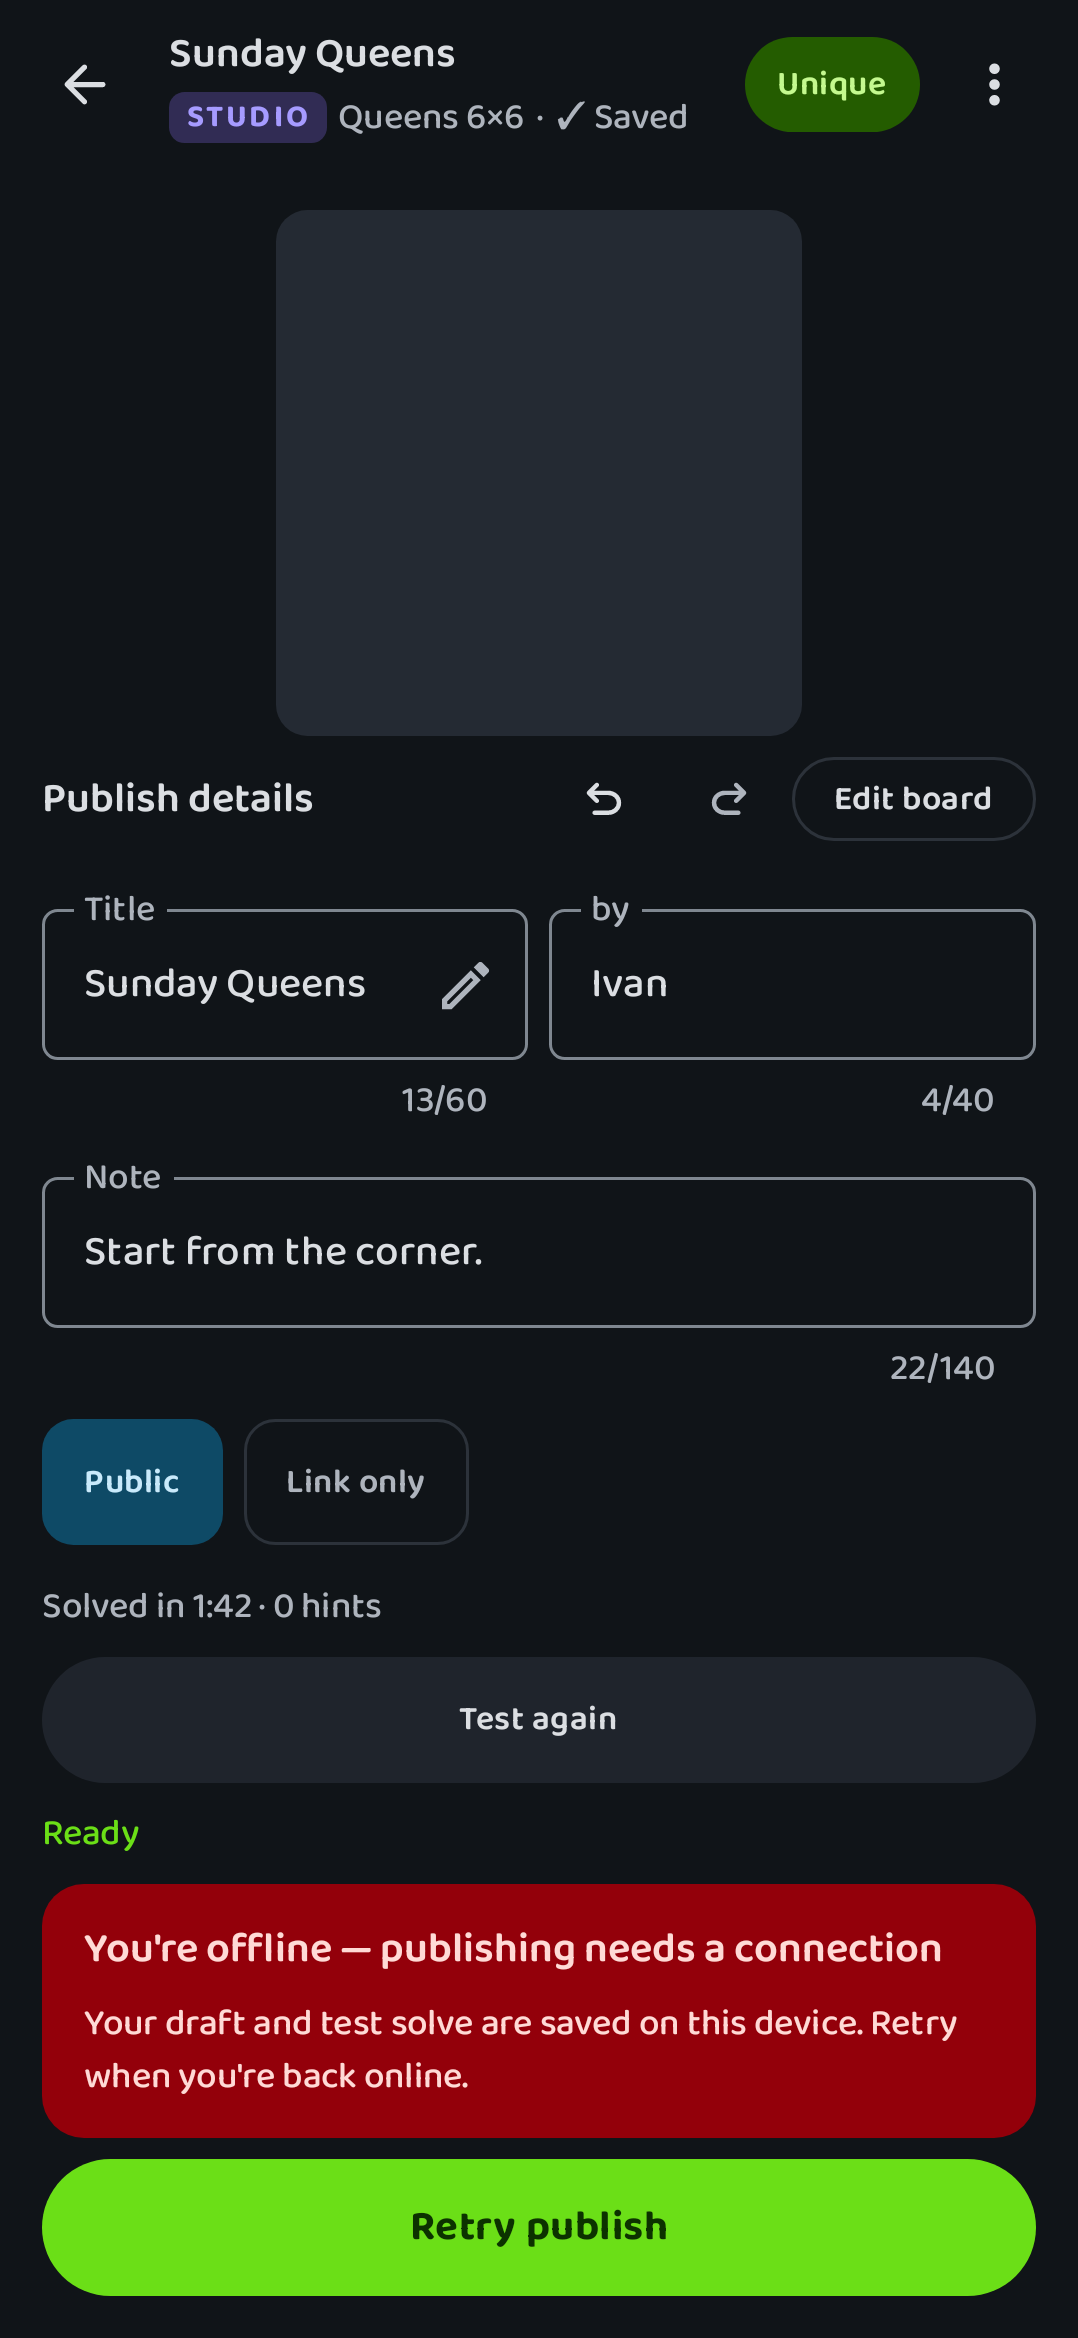 Sunday Queens
STUDIO Queens 6×6 · ✓ Saved
Unique
Publish details
Edit board
Title
Sunday Queens
13/60
by
Ivan
4/40
Note
Start from the corner.
22/140
Public
Link only
Solved in 1:42 · 0 hints
Test again
Ready
You're offline — publishing needs a connection
Your draft and test solve are saved on this device. Retry
when you're back online.
Retry publish